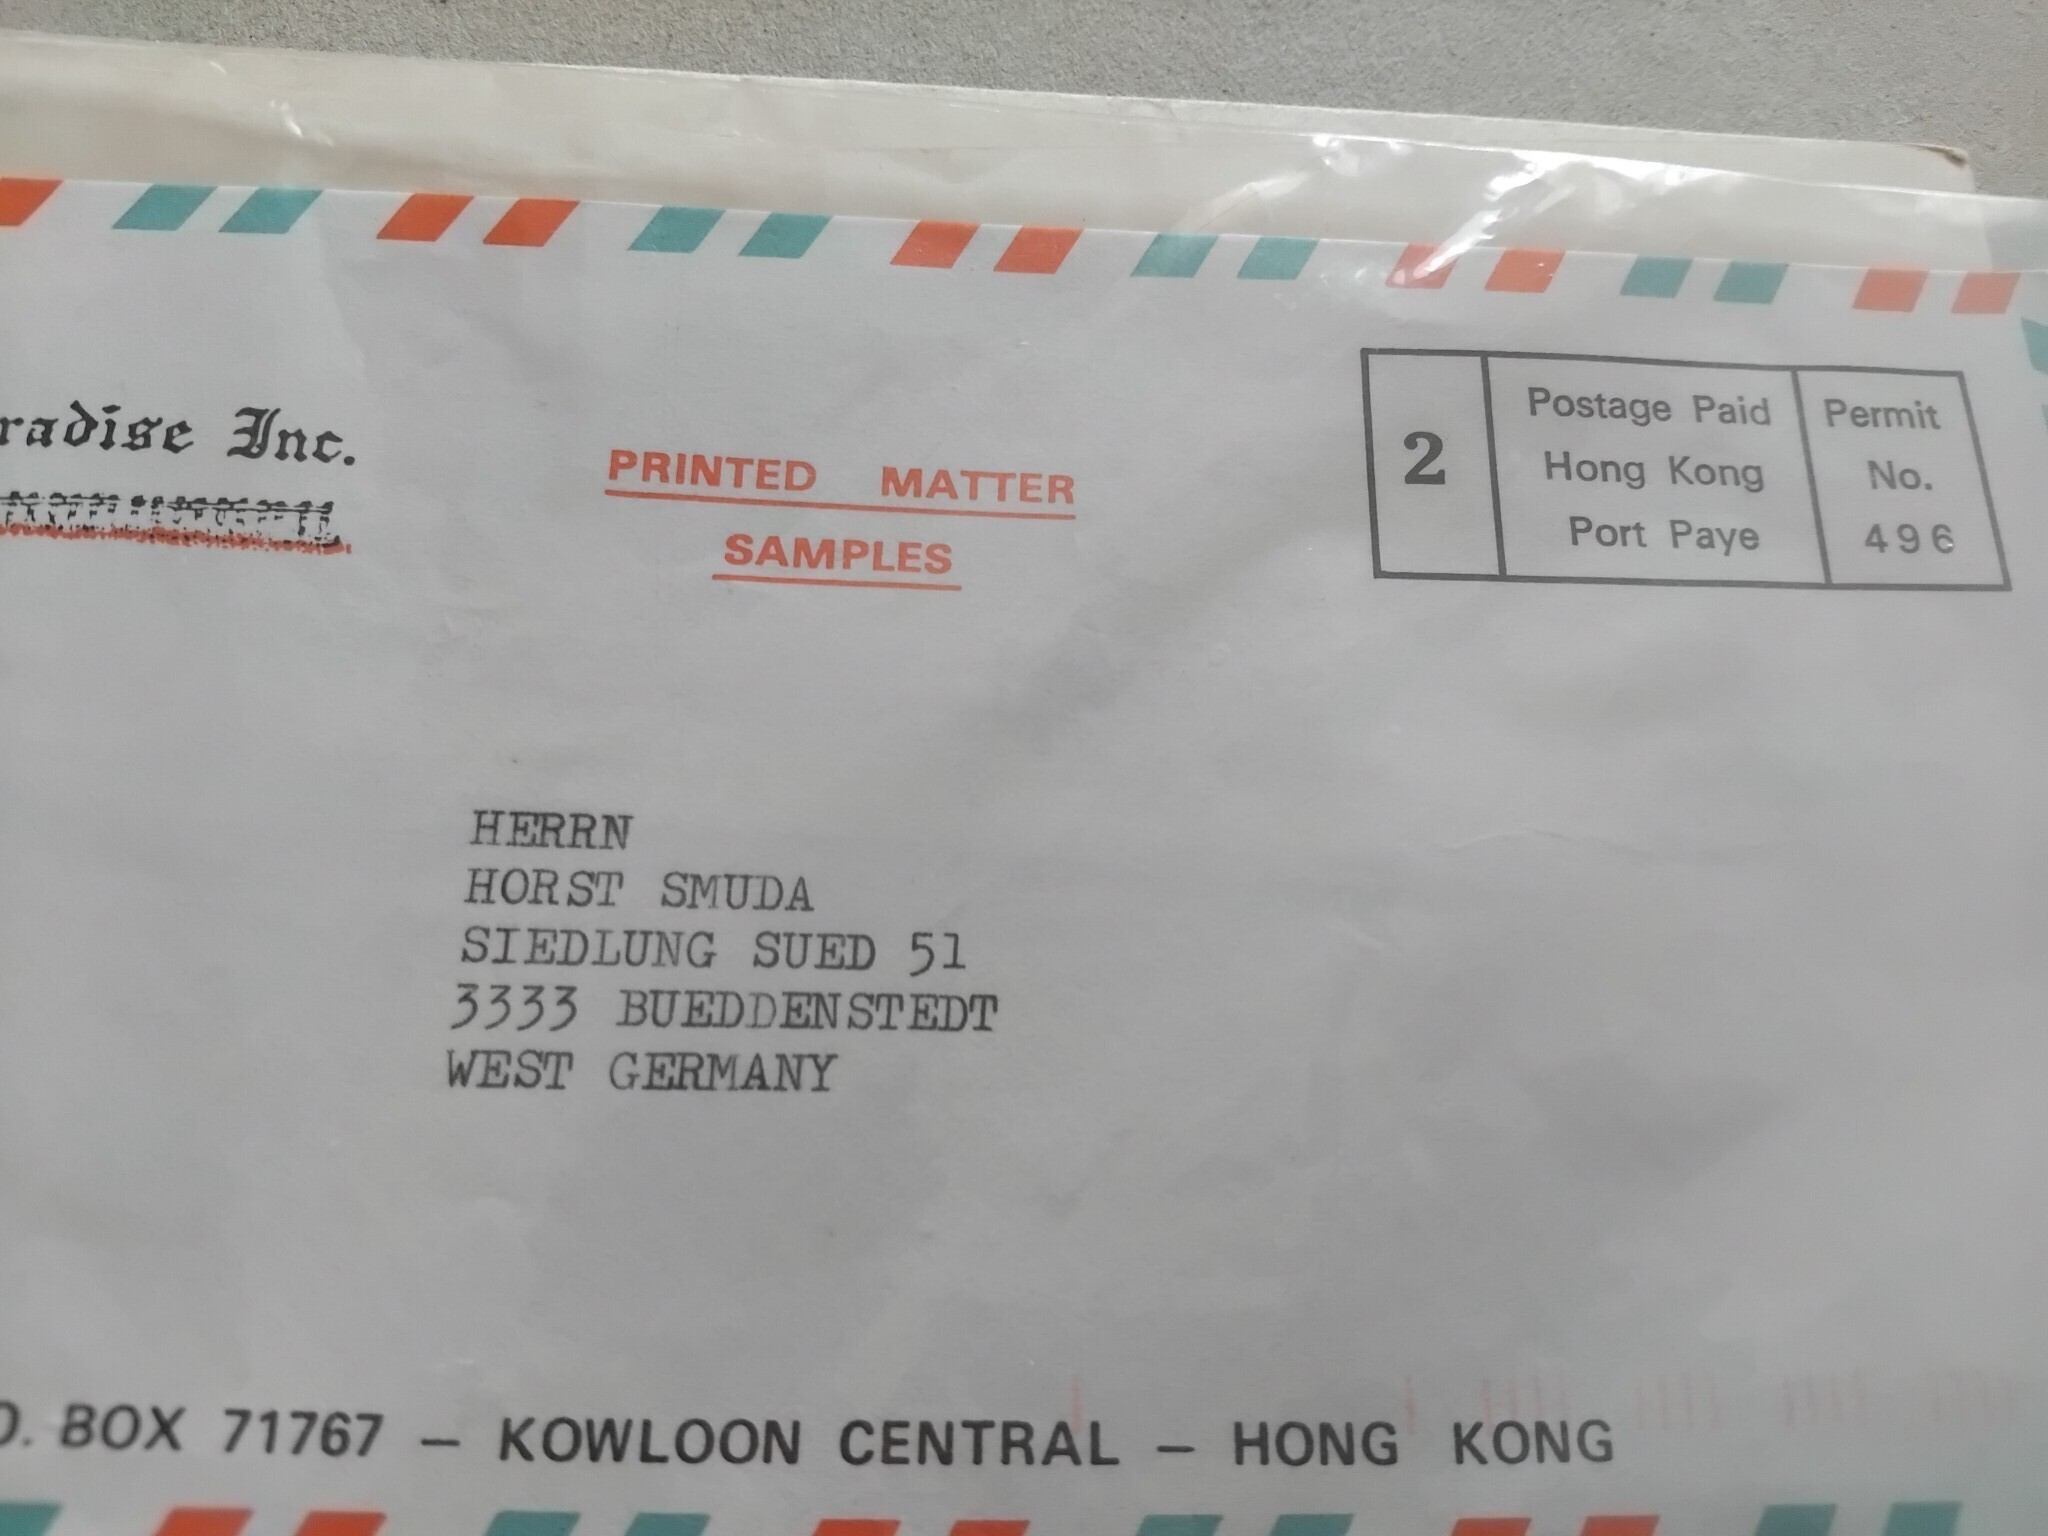 radise Inc.
PRINTED MATTER
SAMPLES
2
Postage Paid
Hong Kong
Port Paye
Permit
No.
496
HERRN
HORST SMUDA
SIEDLUNG SUED 51
3333 BUEDDENSTEDT
WEST GERMANY
O. BOX 71767 – KOWLOON CENTRAL – HONG KONG